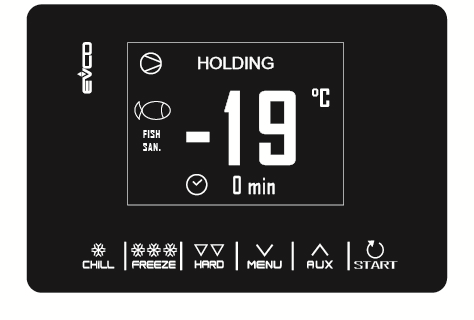 EVCO
HOLDING
-19 °C
FISH
SAN.
0 min
CHILL FREEZE HARD MENU AUX START